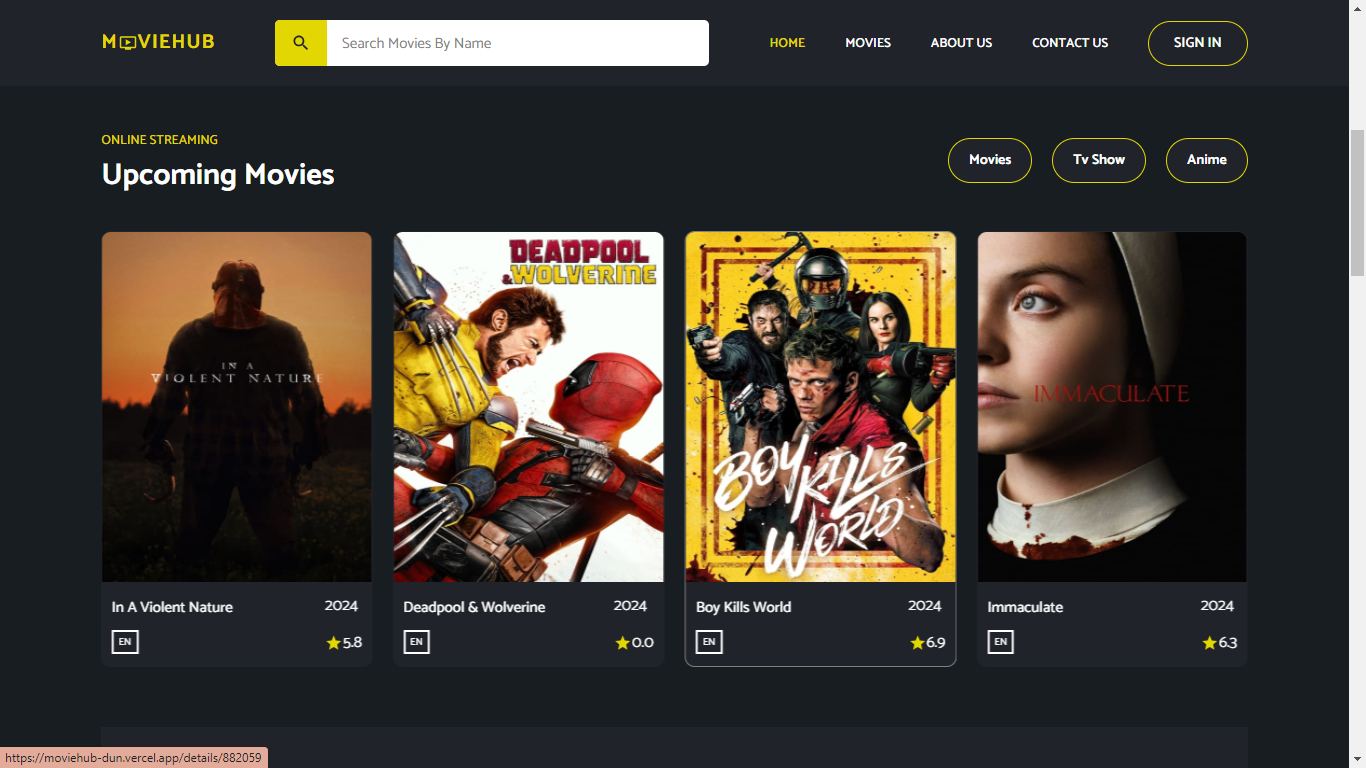 MOVIEHUB
Search Movies By Name
HOME MOVIES ABOUT US CONTACT US SIGN IN
ONLINE STREAMING
Upcoming Movies
Movies Tv Show Anime
IN A
VIOLENT NATURE
DEADPOOL
& WOLVERINE
BOY KILLS
WORLD
IMMACULATE
In A Violent Nature 2024
EN 5.8
Deadpool & Wolverine 2024
EN 0.0
Boy Kills World 2024
EN 6.9
Immaculate 2024
EN 6.3
https://moviehub-dun.vercel.app/details/882059